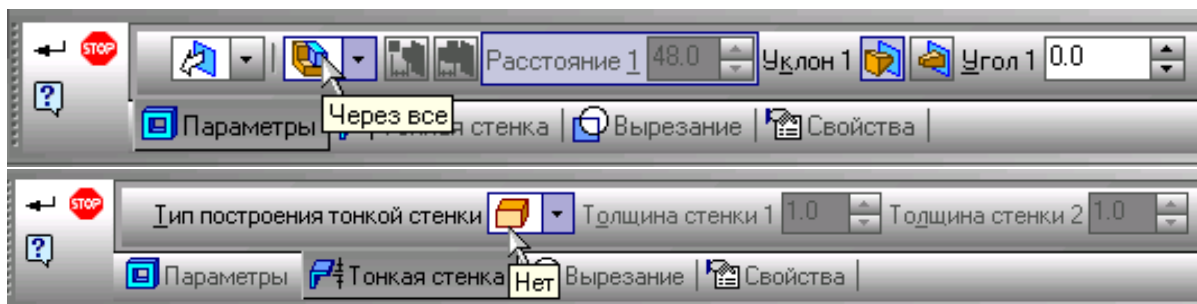 STOP Расстояние 1 48.0 Уклон 1 Угол 1 0.0
? Параметры Через все стенка Вырезание Свойства
STOP Тип построения тонкой стенки Толщина стенки 1 1.0 Толщина стенки 2 1.0
? Параметры Тонкая стенка Нет Вырезание Свойства